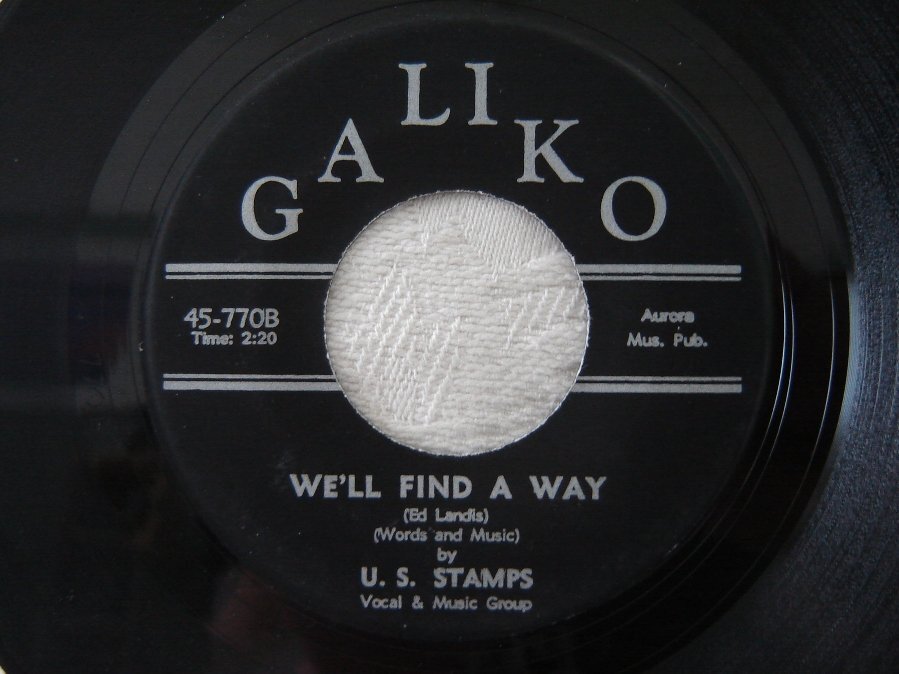 GALIKO
45-770B
Time: 2:20
Aurora
Mus. Pub.
WE'LL FIND A WAY
(Ed Landis)
(Words and Music)
by
U. S. STAMPS
Vocal & Music Group